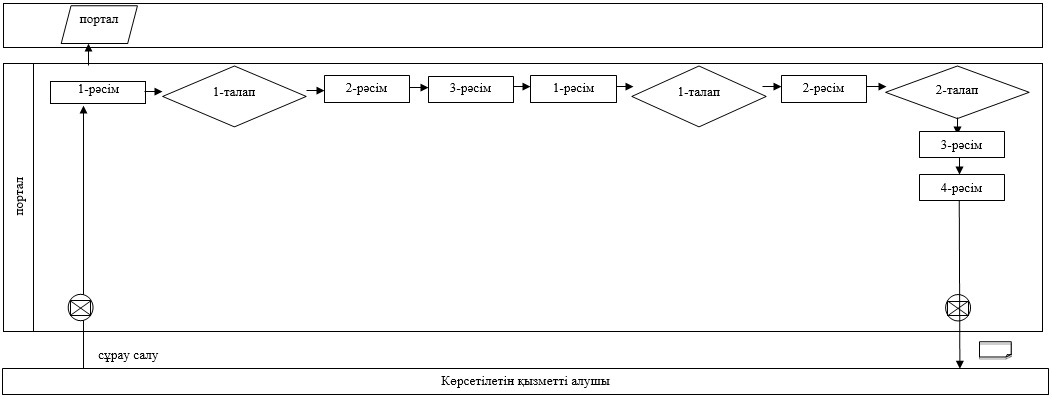 портал
1-рәсім
1-талап
2-рәсім
3-рәсім
1-рәсім
1-талап
2-рәсім
2-талап
3-рәсім
4-рәсім
портал
сұрау салу
Көрсетілетін қызметті алушы